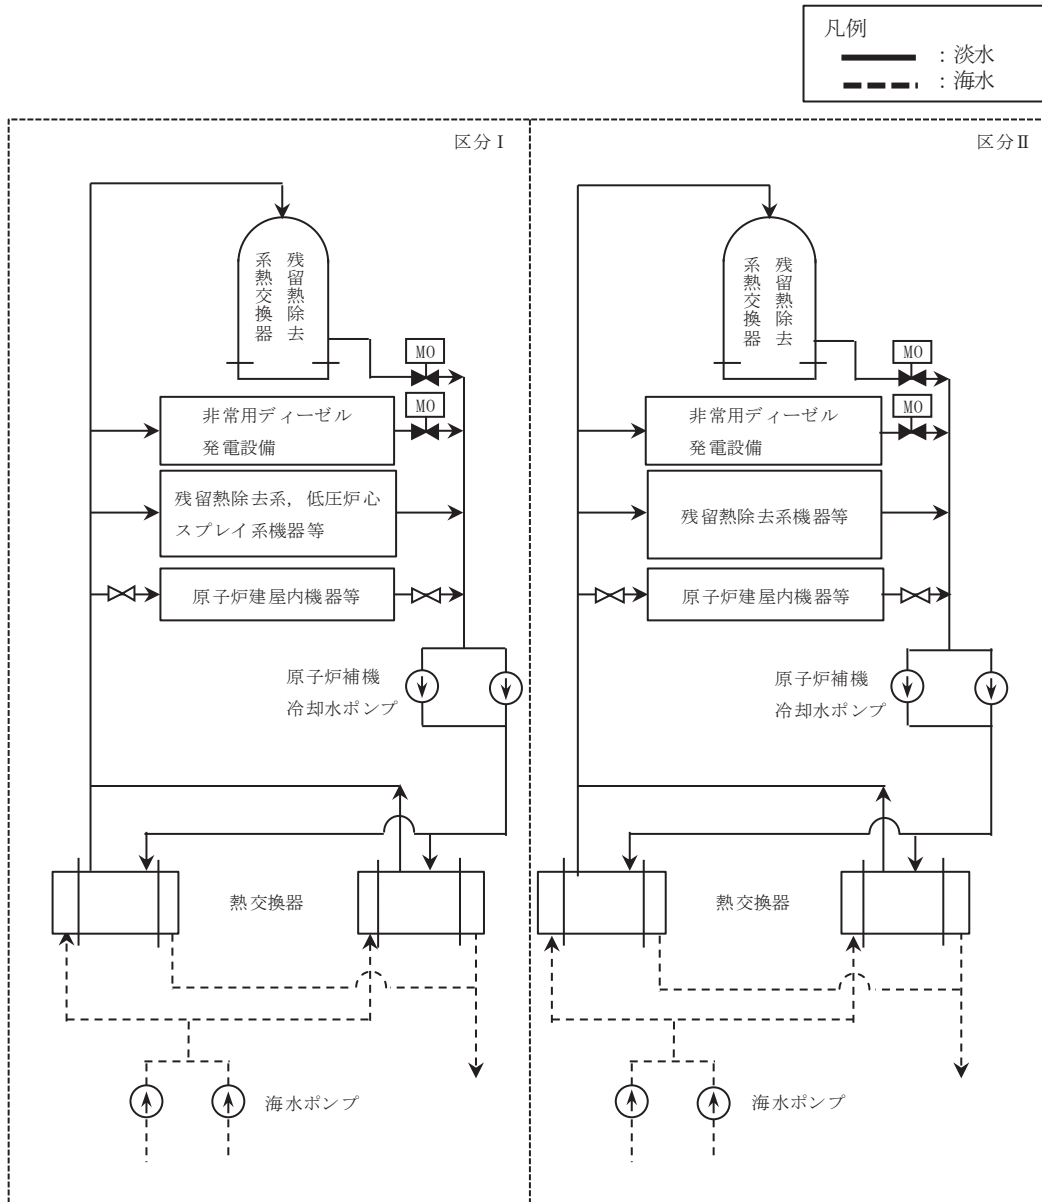 凡例
：淡水
：海水
区分Ⅰ
残留熱除去
系熱交換器
MO
MO
非常用ディーゼル
発電設備
残留熱除去系，低圧炉心
スプレイ系機器等
原子炉建屋内機器等
原子炉補機
冷却水ポンプ
熱交換器
海水ポンプ
区分Ⅱ
残留熱除去
系熱交換器
MO
MO
非常用ディーゼル
発電設備
残留熱除去系機器等
原子炉建屋内機器等
原子炉補機
冷却水ポンプ
熱交換器
海水ポンプ